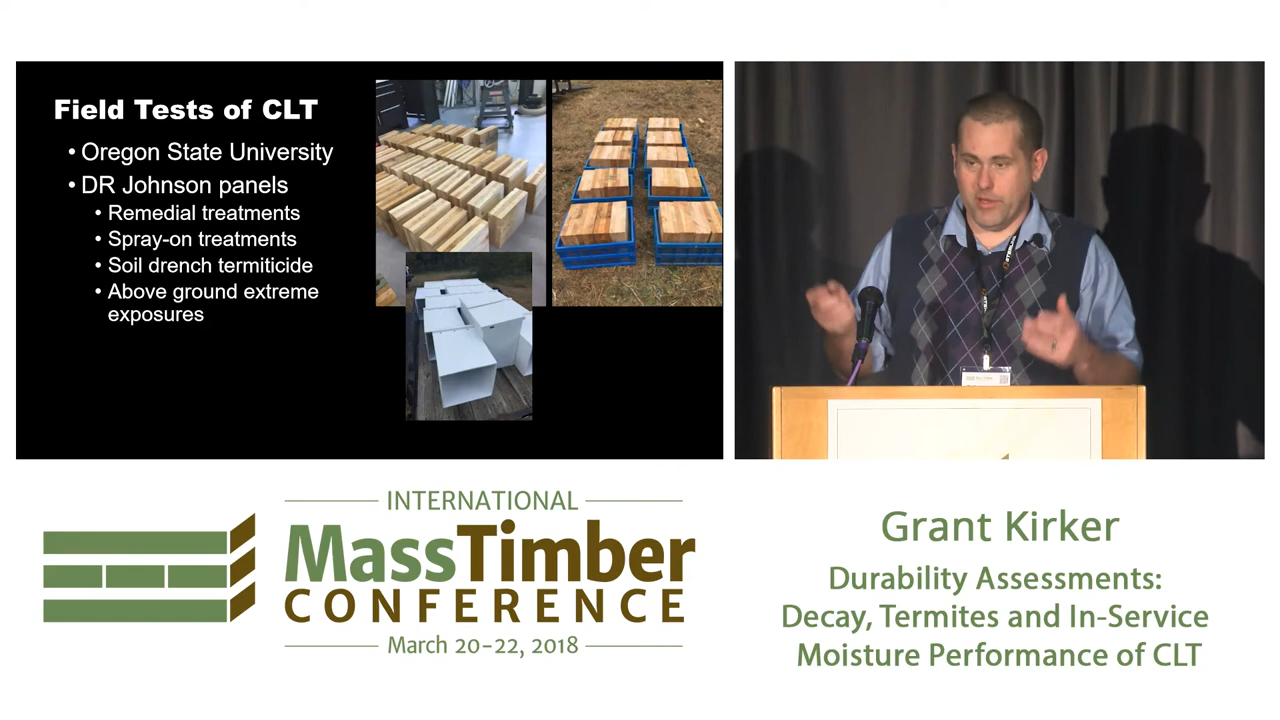 Field Tests of CLT
• Oregon State University
• DR Johnson panels
• Remedial treatments
• Spray-on treatments
• Soil drench termiticide
• Above ground extreme
exposures
INTERNATIONAL
MassTimber
CONFERENCE
March 20-22, 2018
Grant Kirker
Durability Assessments:
Decay, Termites and In-Service
Moisture Performance of CLT